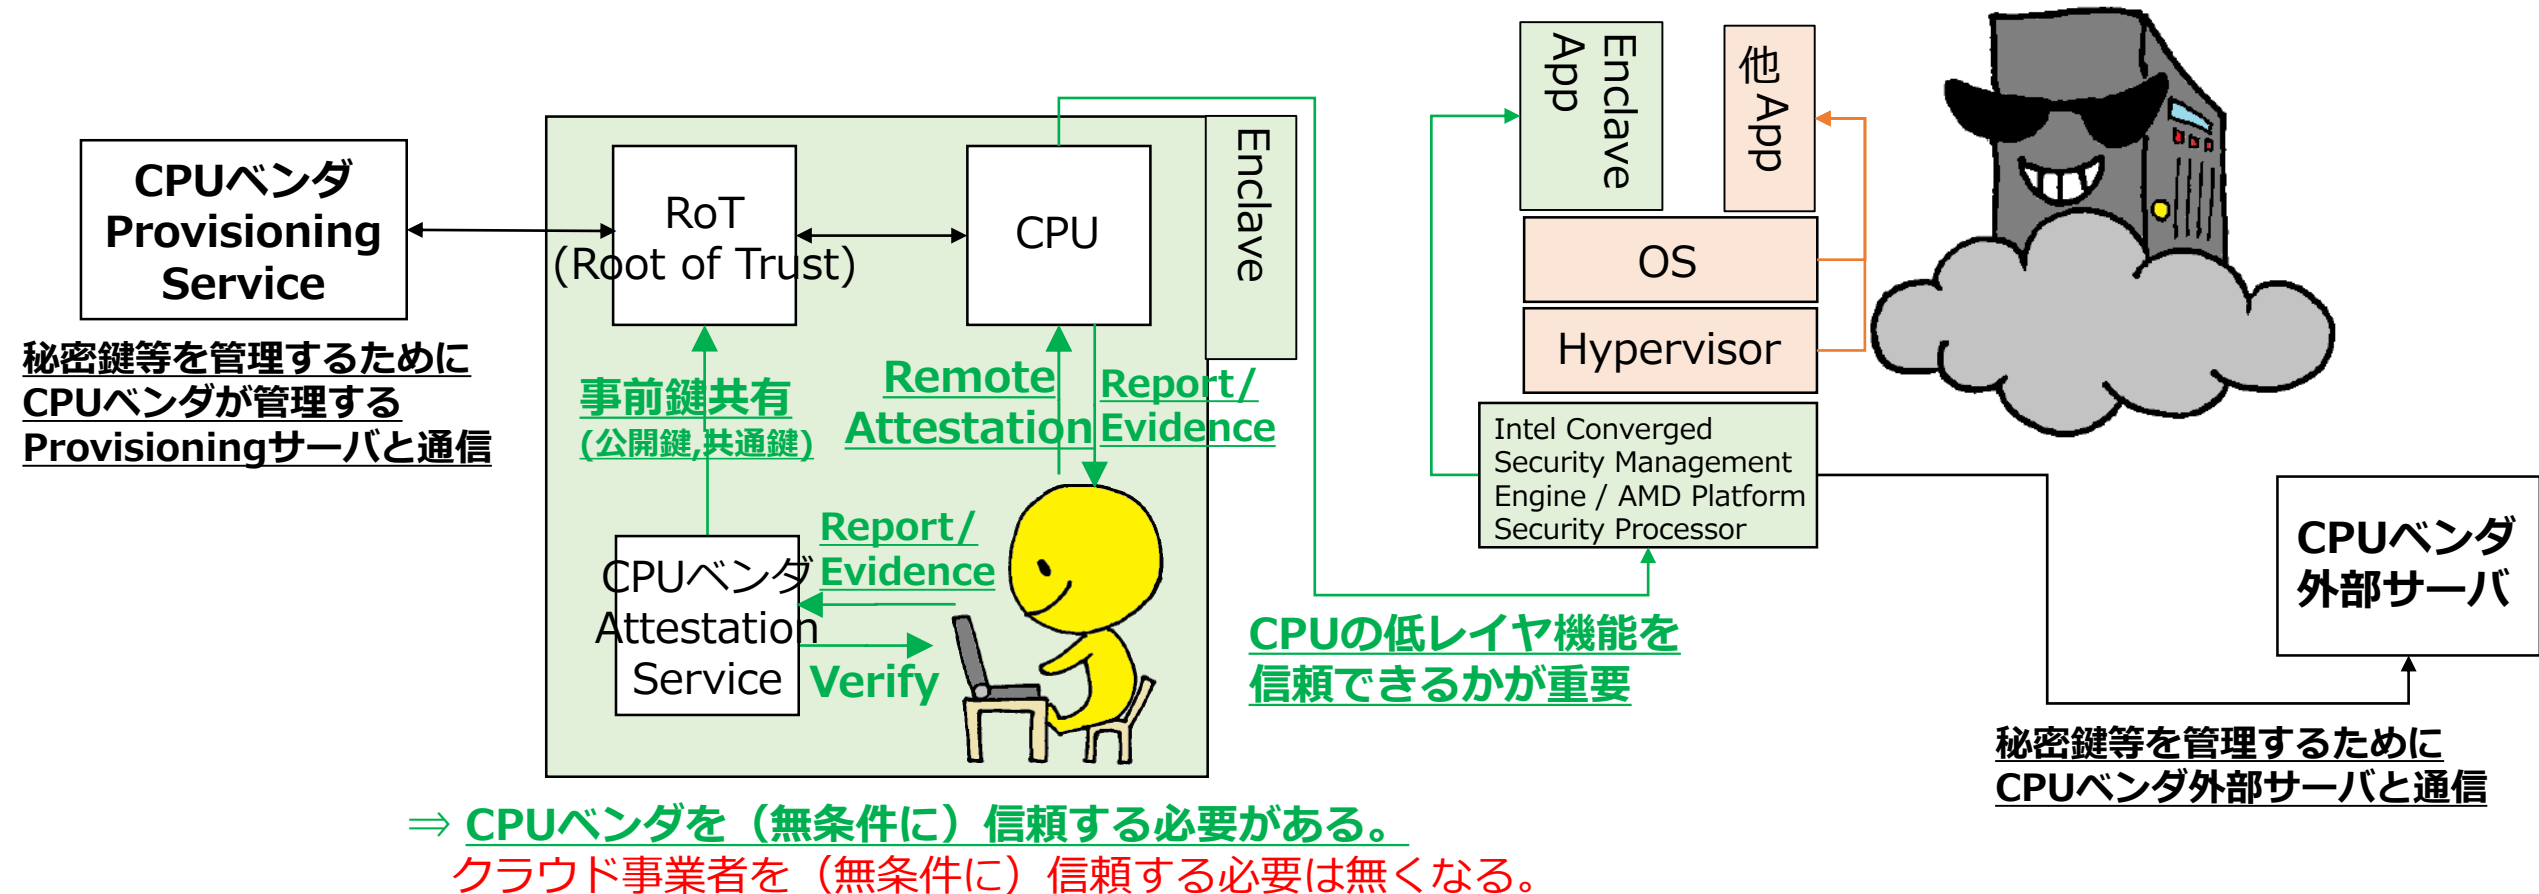 CPUベンダ
Provisioning
Service
秘密鍵等を管理するために
CPUベンダが管理する
Provisioningサーバと通信
RoT
(Root of Trust)
CPU
Enclave
事前鍵共有
(公開鍵,共通鍵)
Remote
Attestation
Report/
Evidence
CPUベンダ
Attestation
Service
Report/
Evidence
Verify
Enclave
App
他 App
OS
Hypervisor
Intel Converged
Security Management
Engine / AMD Platform
Security Processor
CPUの低レイヤ機能を
信頼できるかが重要
CPUベンダ
外部サーバ
秘密鍵等を管理するために
CPUベンダ外部サーバと通信
⇒ CPUベンダを（無条件に）信頼する必要がある。
クラウド事業者を（無条件に）信頼する必要は無くなる。